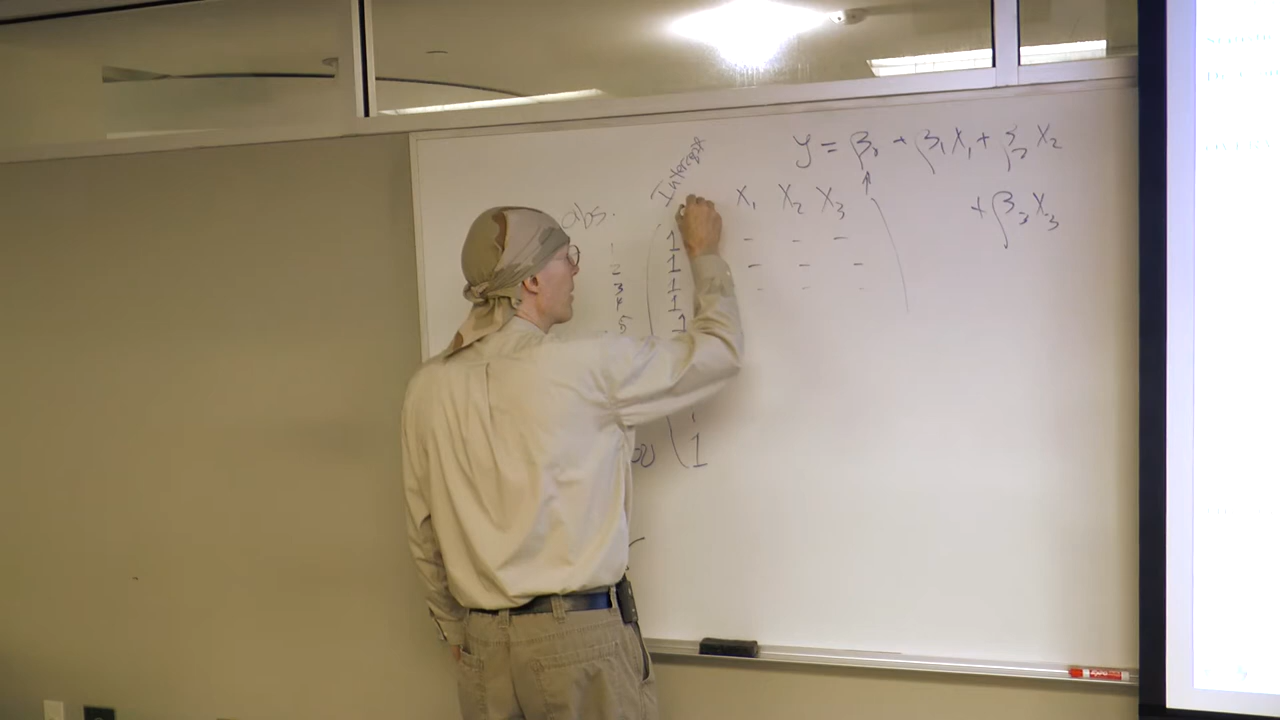 y = β₀ + β₁X₁ + β₂X₂
+ β₃X₃
obs. Intercept X₁ X₂ X₃
1 1 - - -
2 1 - - -
3 1 - - -
4 1
5 1
1
EXPO